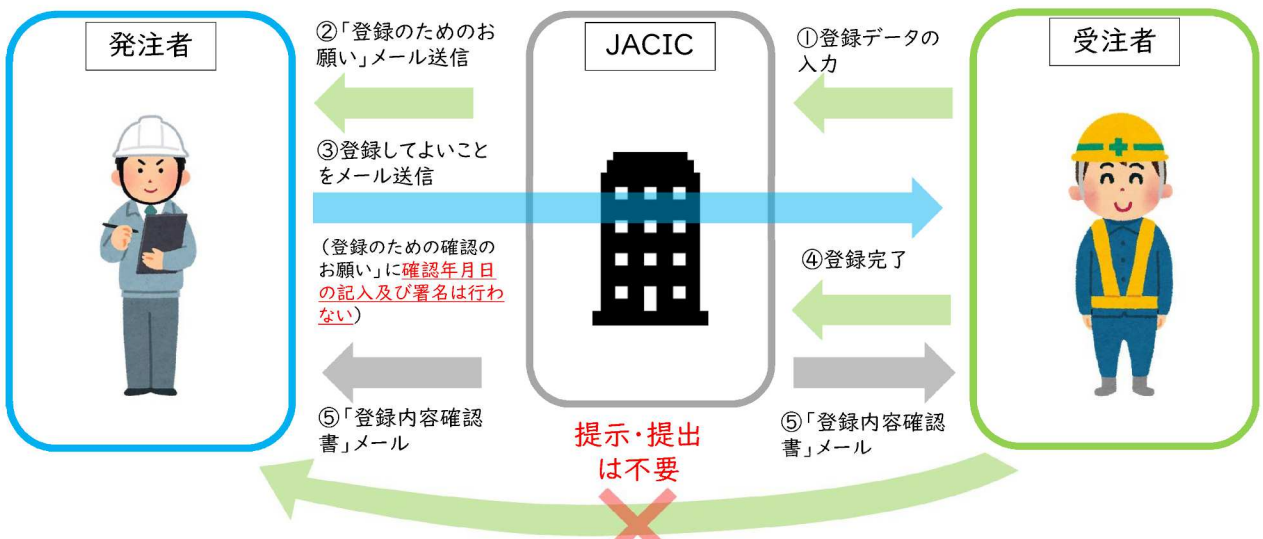 発注者
②「登録のためのお
願い」メール送信
③登録してよいこと
をメール送信
(登録のための確認の
お願い」に確認年月日
の記入及び署名は行わ
ない)
⑤「登録内容確認
書」メール
JACIC
提示・提出
は不要
①登録データの
入力
④登録完了
⑤「登録内容確認
書」メール
受注者